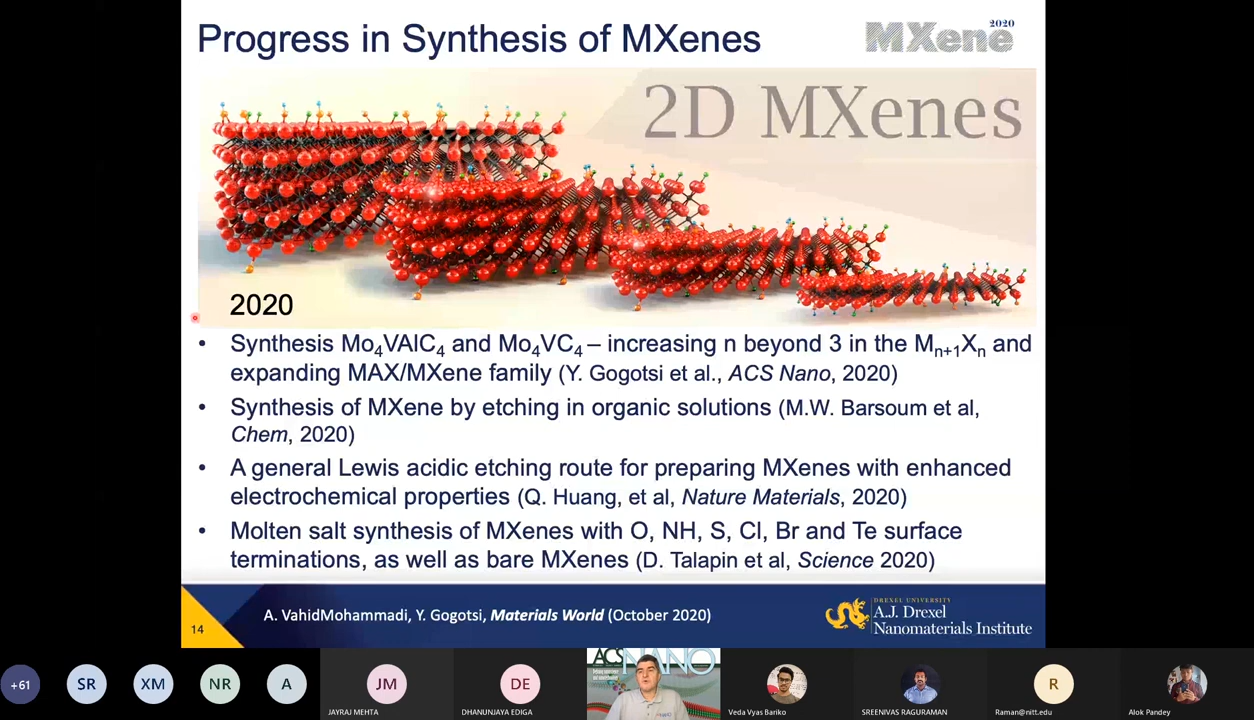 Progress in Synthesis of MXenes
MXene 2020
2D MXenes
2020
• Synthesis Mo₄VAlC₄ and Mo₄VC₄ – increasing n beyond 3 in the Mₙ₊₁Xₙ and
expanding MAX/MXene family (Y. Gogotsi et al., ACS Nano, 2020)
• Synthesis of MXene by etching in organic solutions (M.W. Barsoum et al,
Chem, 2020)
• A general Lewis acidic etching route for preparing MXenes with enhanced
electrochemical properties (Q. Huang, et al, Nature Materials, 2020)
• Molten salt synthesis of MXenes with O, NH, S, Cl, Br and Te surface
terminations, as well as bare MXenes (D. Talapin et al, Science 2020)
14
A. VahidMohammadi, Y. Gogotsi, Materials World (October 2020)
DREXEL UNIVERSITY
A.J. Drexel
Nanomaterials Institute
+61
SR
XM
NR
A
JM
JAYRAJ MEHTA
DE
DHANUNJAYA EDIGA
ACS NANO
Veda Vyas Bariko
SREENIVAS RAGURAMAN
R
Raman@nitt.edu
Alok Pandey